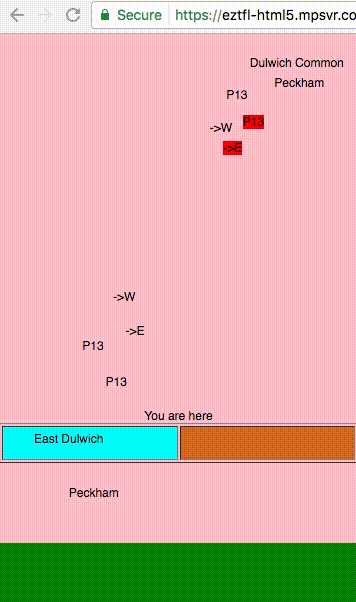 Secure https://eztfl-html5.mpsvr.co
Dulwich Common
Peckham
P13
->W P13
->E
->W
->E
P13
P13
You are here
East Dulwich
Peckham